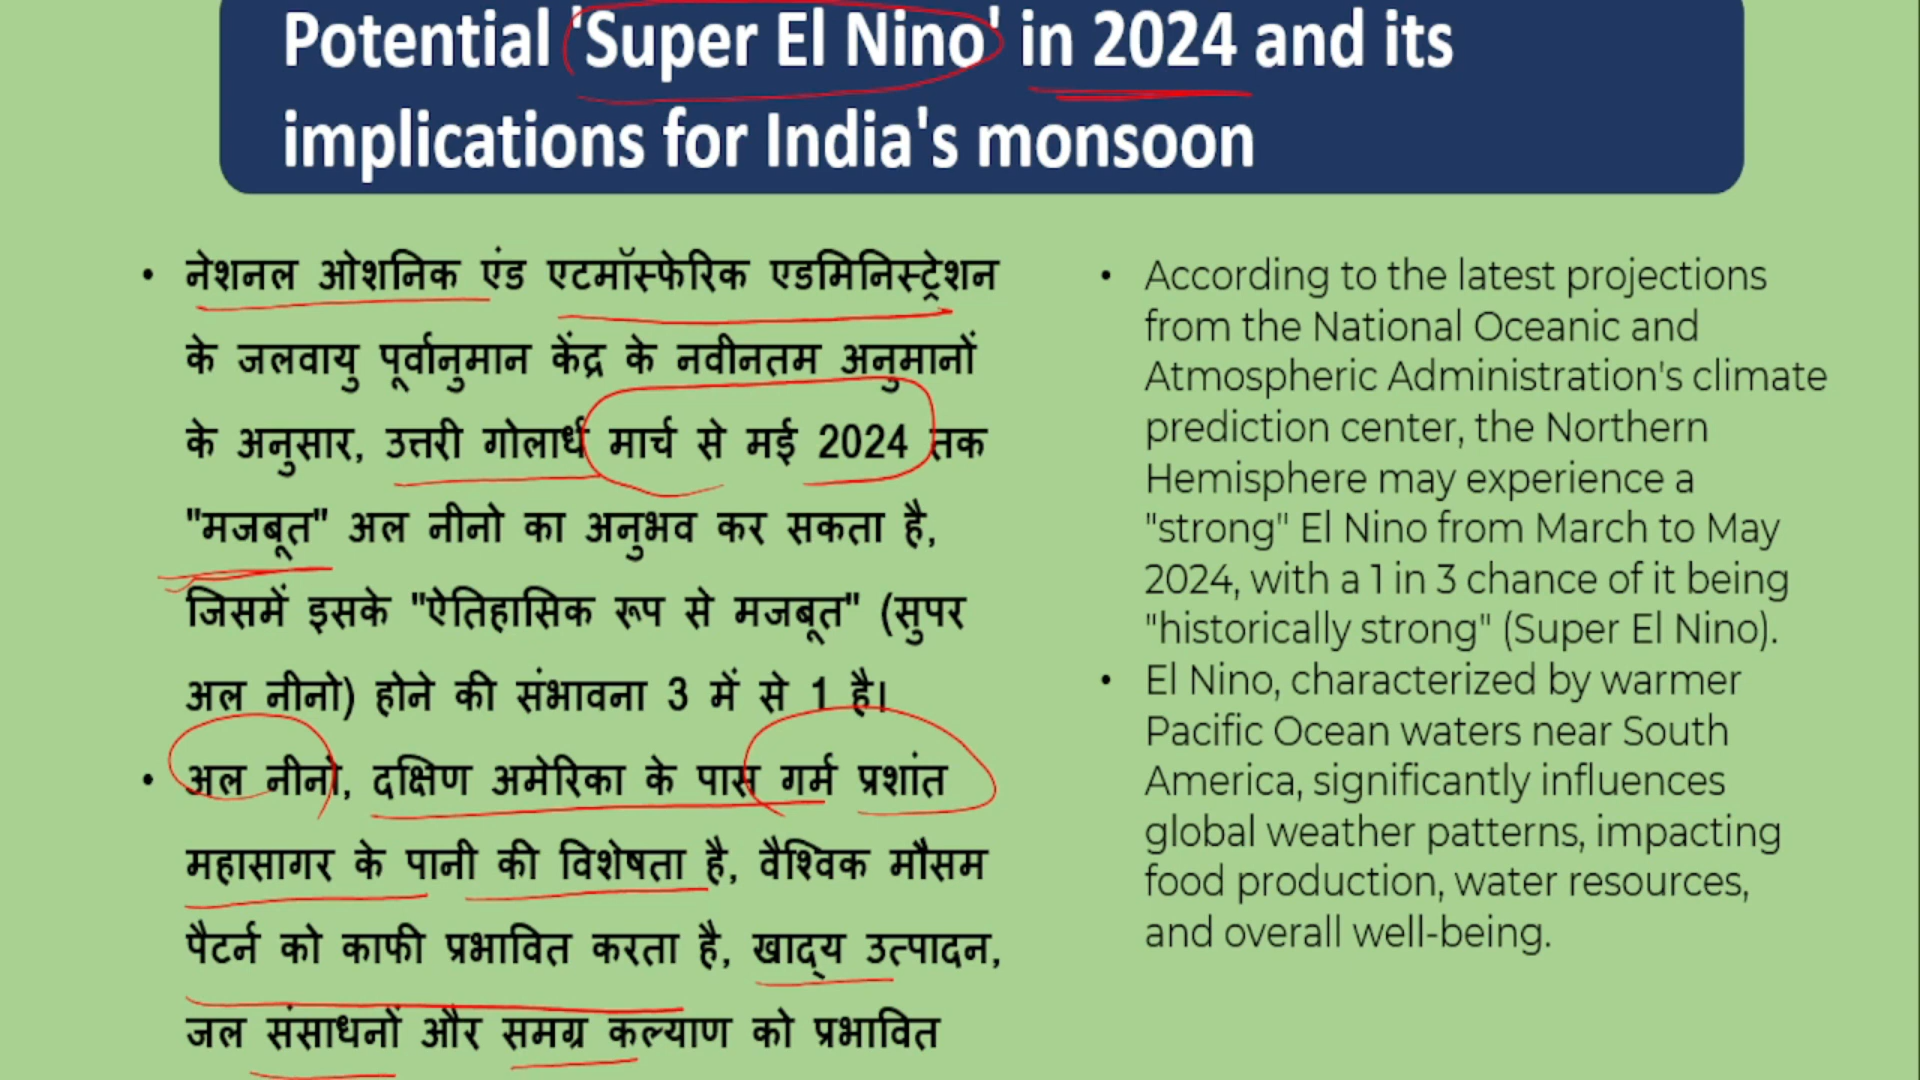 Potential 'Super El Nino' in 2024 and its
implications for India's monsoon
• नेशनल ओशनिक एंड एटमॉस्फेरिक एडमिनिस्ट्रेशन
के जलवायु पूर्वानुमान केंद्र के नवीनतम अनुमानों
के अनुसार, उत्तरी गोलार्ध मार्च से मई 2024 तक
"मजबूत" अल नीनो का अनुभव कर सकता है,
जिसमें इसके "ऐतिहासिक रूप से मजबूत" (सुपर
अल नीनो) होने की संभावना 3 में से 1 है।
• अल नीनो, दक्षिण अमेरिका के पास गर्म प्रशांत
महासागर के पानी की विशेषता है, वैश्विक मौसम
पैटर्न को काफी प्रभावित करता है, खाद्य उत्पादन,
जल संसाधनों और समग्र कल्याण को प्रभावित
• According to the latest projections
from the National Oceanic and
Atmospheric Administration's climate
prediction center, the Northern
Hemisphere may experience a
"strong" El Nino from March to May
2024, with a 1 in 3 chance of it being
"historically strong" (Super El Nino).
• El Nino, characterized by warmer
Pacific Ocean waters near South
America, significantly influences
global weather patterns, impacting
food production, water resources,
and overall well-being.